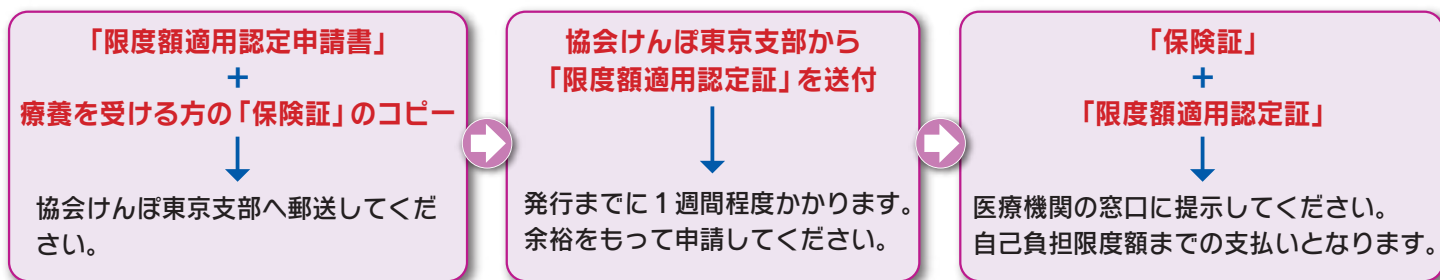 「限度額適用認定申請書」
＋
療養を受ける方の「保険証」のコピー
協会けんぽ東京支部へ郵送してくだ
さい。
協会けんぽ東京支部から
「限度額適用認定証」を送付
発行までに１週間程度かかります。
余裕をもって申請してください。
「保険証」
＋
「限度額適用認定証」
医療機関の窓口に提示してください。
自己負担限度額までの支払いとなります。